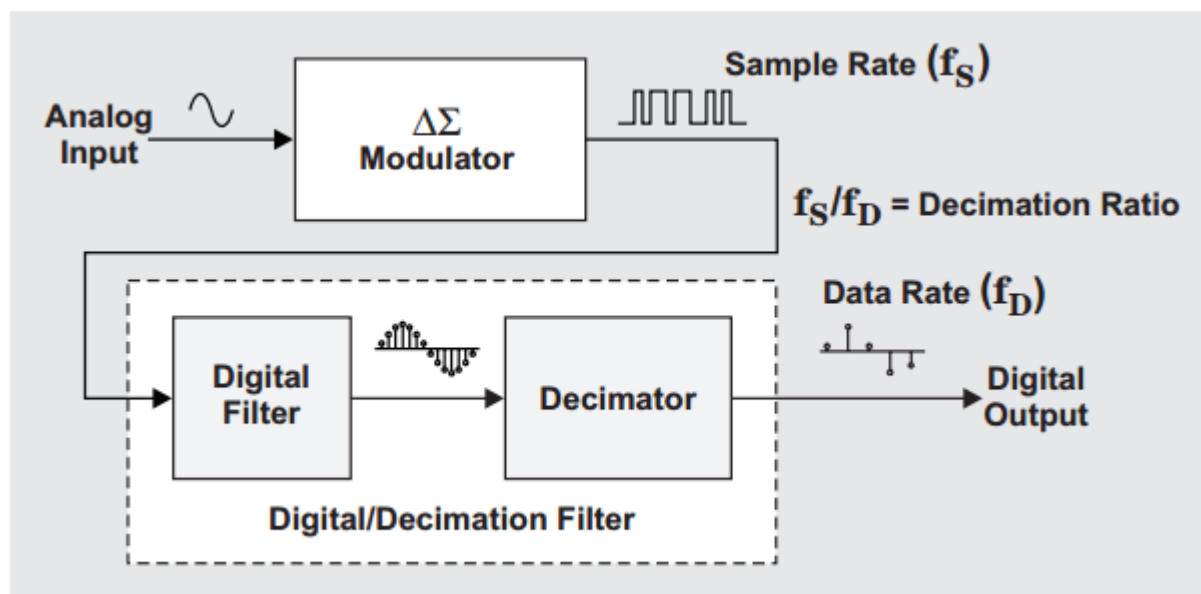 Sample Rate (fS)
Analog
Input
ΔΣ
Modulator
fS/fD = Decimation Ratio
Data Rate (fD)
Digital
Filter
Decimator
Digital
Output
Digital/Decimation Filter